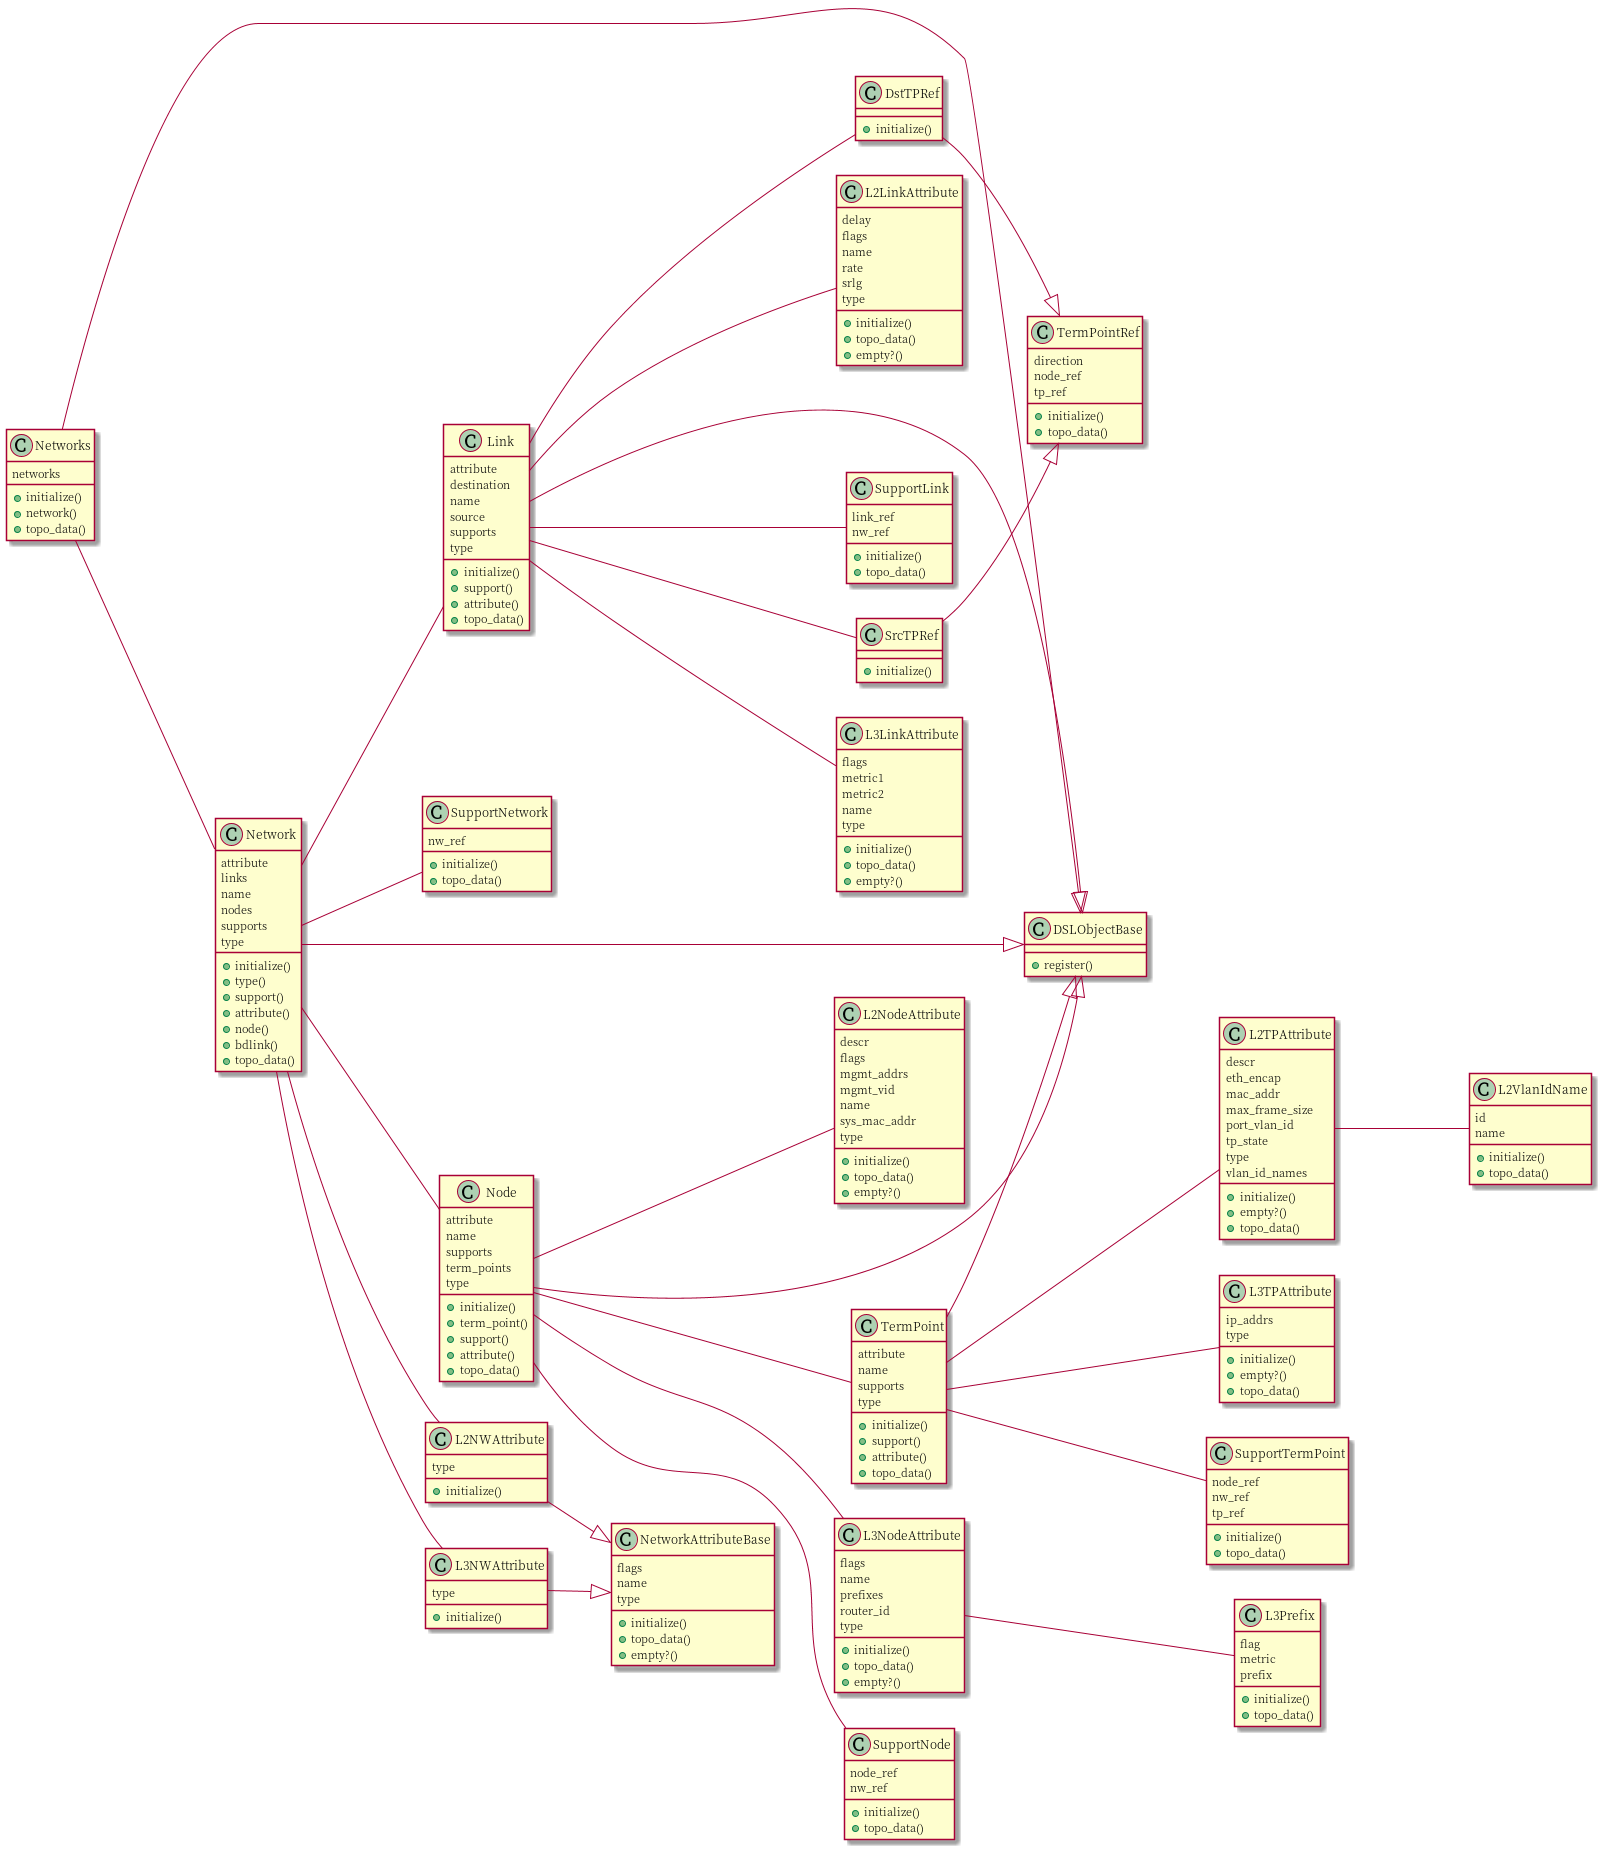 C DstTPRef
initialize()
C L2LinkAttribute
delay
flags
name
rate
srlg
type
initialize()
topo_data()
empty?()
C TermPointRef
direction
node_ref
tp_ref
initialize()
topo_data()
C Networks
networks
initialize()
network()
topo_data()
C Link
attribute
destination
name
source
supports
type
initialize()
support()
attribute()
topo_data()
C SupportLink
link_ref
nw_ref
initialize()
topo_data()
C SrcTPRef
initialize()
C L3LinkAttribute
flags
metric1
metric2
name
type
initialize()
topo_data()
empty?()
C Network
attribute
links
name
nodes
supports
type
initialize()
type()
support()
attribute()
node()
bdlink()
topo_data()
C SupportNetwork
nw_ref
initialize()
topo_data()
C DSLObjectBase
register()
C L2NodeAttribute
descr
flags
mgmt_addrs
mgmt_vid
name
sys_mac_addr
type
initialize()
topo_data()
empty?()
C L2TPAttribute
descr
eth_encap
mac_addr
max_frame_size
port_vlan_id
tp_state
type
vlan_id_names
initialize()
empty?()
topo_data()
C L2VlanIdName
id
name
initialize()
topo_data()
C Node
attribute
name
supports
term_points
type
initialize()
term_point()
support()
attribute()
topo_data()
C TermPoint
attribute
name
supports
type
initialize()
support()
attribute()
topo_data()
C L3TPAttribute
ip_addrs
type
initialize()
empty?()
topo_data()
C L2NWAttribute
type
initialize()
C SupportTermPoint
node_ref
nw_ref
tp_ref
initialize()
topo_data()
C L3NWAttribute
type
initialize()
C NetworkAttributeBase
flags
name
type
initialize()
topo_data()
empty?()
C L3NodeAttribute
flags
name
prefixes
router_id
type
initialize()
topo_data()
empty?()
C L3Prefix
flag
metric
prefix
initialize()
topo_data()
C SupportNode
node_ref
nw_ref
initialize()
topo_data()